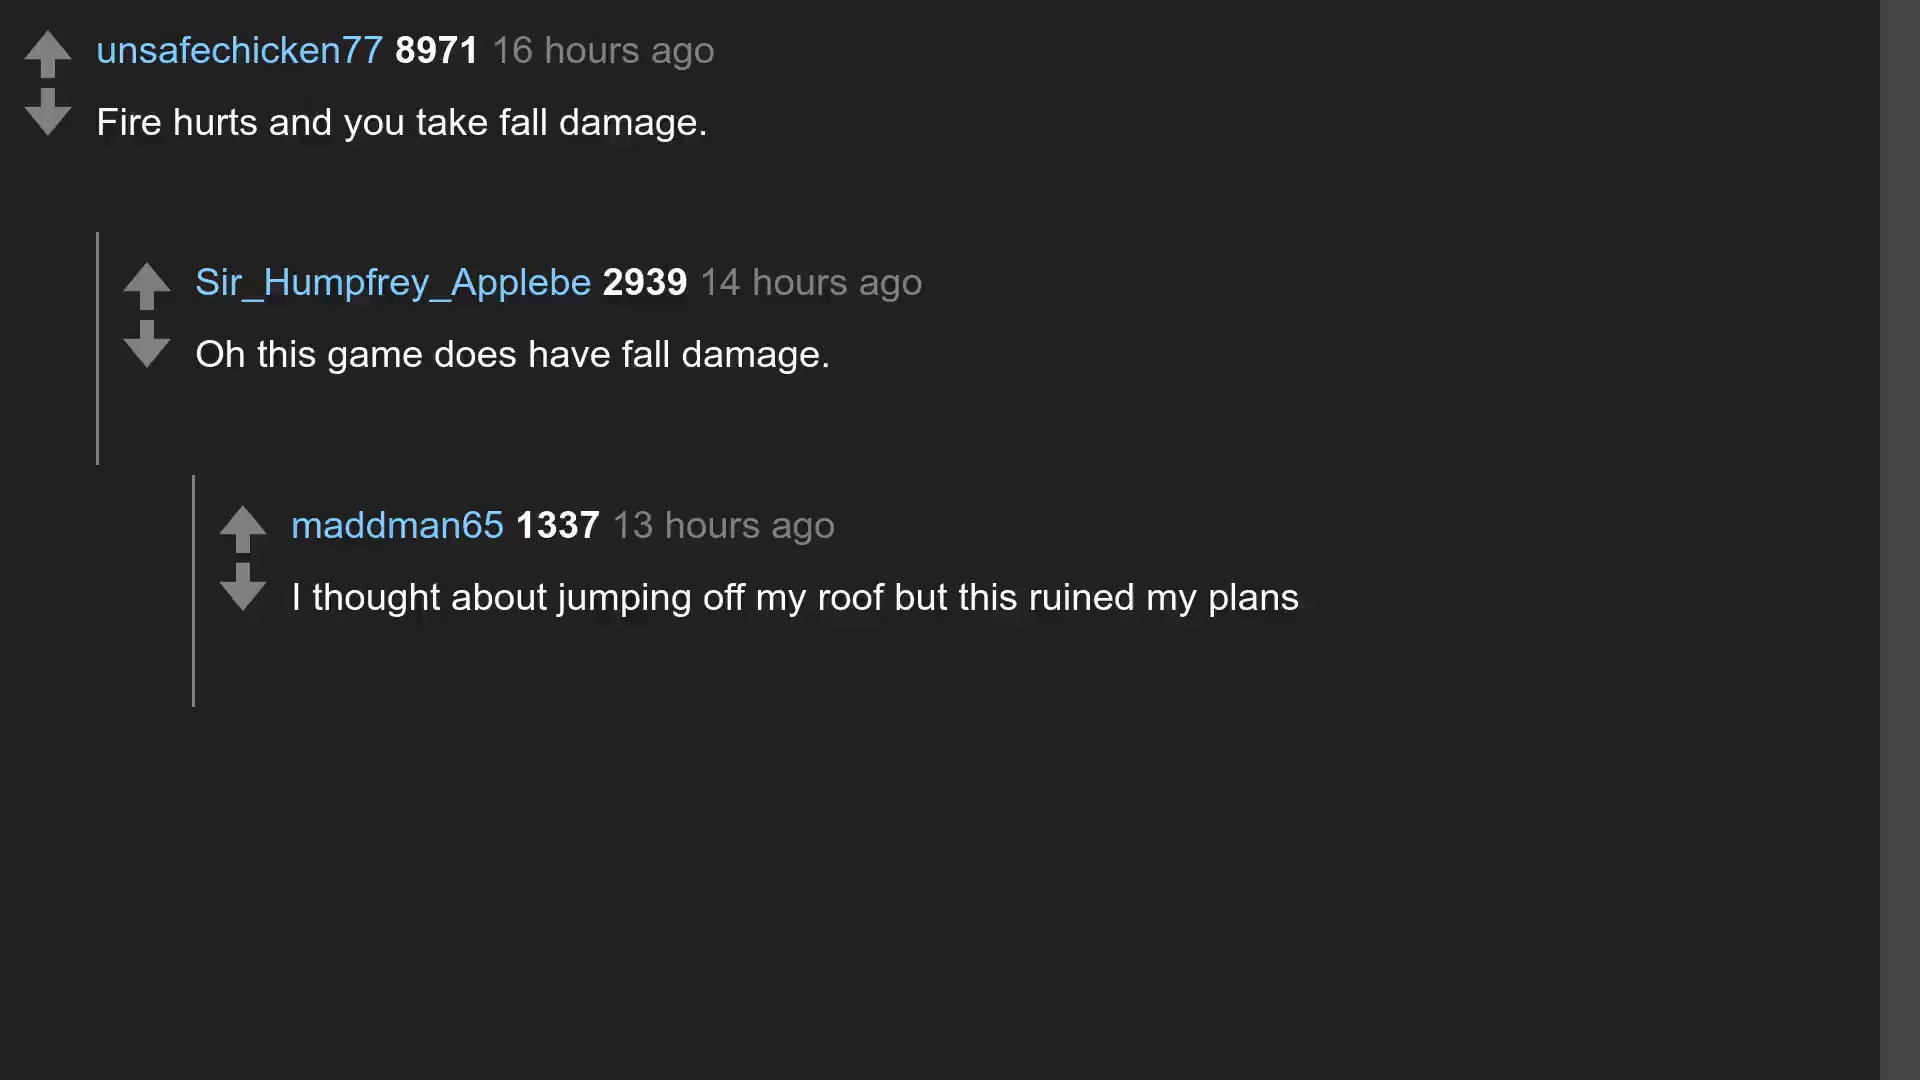 unsafechicken77 8971 16 hours ago
Fire hurts and you take fall damage.
Sir_Humpfrey_Applebe 2939 14 hours ago
Oh this game does have fall damage.
maddman65 1337 13 hours ago
I thought about jumping off my roof but this ruined my plans